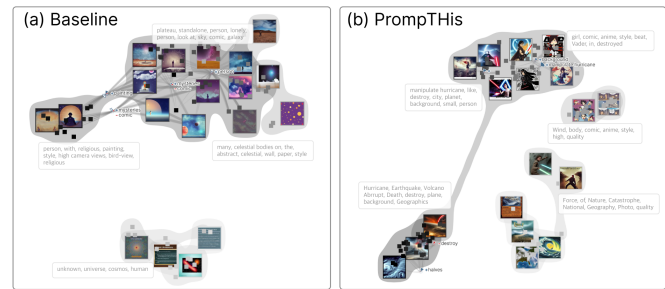 (a) Baseline
plateau, standalone, person, lonely
person, look at, sky, comic, galaxy
person, with, religious, painting,
style, high camera views, bird-view,
religious
many, celestial bodies on, the,
abstract, celestial, wall, paper, style
unknown, universe, cosmos, human
(b) PrompTHis
girl, comic, anime, style, beat,
Vader, in, destroyed
hurricane
manipulate hurricane, like,
destroy, city, planet,
background, small, person
Wind, body, comic, anime, style,
high, quality
Hurricane, Earthquake, Volcano
Abrrupt, Death, destroy, plane,
background, Geographics
Force, of, Nature, Catastrophe,
National, Geography, Photo, quality
destroy
+halves